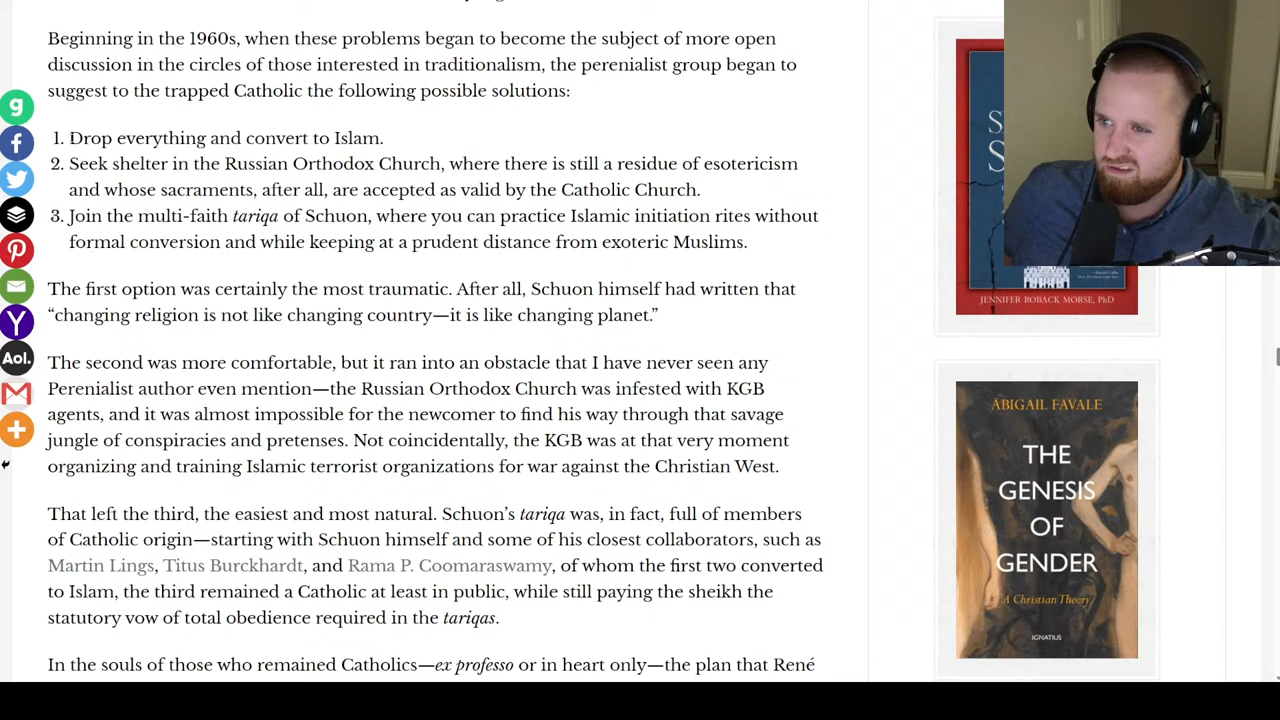 Beginning in the 1960s, when these problems began to become the subject of more open
discussion in the circles of those interested in traditionalism, the perenialist group began to
suggest to the trapped Catholic the following possible solutions:
1. Drop everything and convert to Islam.
2. Seek shelter in the Russian Orthodox Church, where there is still a residue of esotericism
and whose sacraments, after all, are accepted as valid by the Catholic Church.
3. Join the multi-faith tariqa of Schuon, where you can practice Islamic initiation rites without
formal conversion and while keeping at a prudent distance from exoteric Muslims.
The first option was certainly the most traumatic. After all, Schuon himself had written that
“changing religion is not like changing country—it is like changing planet.”
The second was more comfortable, but it ran into an obstacle that I have never seen any
Perenialist author even mention—the Russian Orthodox Church was infested with KGB
agents, and it was almost impossible for the newcomer to find his way through that savage
jungle of conspiracies and pretenses. Not coincidentally, the KGB was at that very moment
organizing and training Islamic terrorist organizations for war against the Christian West.
That left the third, the easiest and most natural. Schuon’s tariqa was, in fact, full of members
of Catholic origin—starting with Schuon himself and some of his closest collaborators, such as
Martin Lings, Titus Burckhardt, and Rama P. Coomaraswamy, of whom the first two converted
to Islam, the third remained a Catholic at least in public, while still paying the sheikh the
statutory vow of total obedience required in the tariqas.
In the souls of those who remained Catholics—ex professo or in heart only—the plan that René
g
Aol.
JENNIFER ROBACK MORSE, PhD
ABIGAIL FAVALE
THE
GENESIS
OF
GENDER
A Christian Theory
IGNATIUS